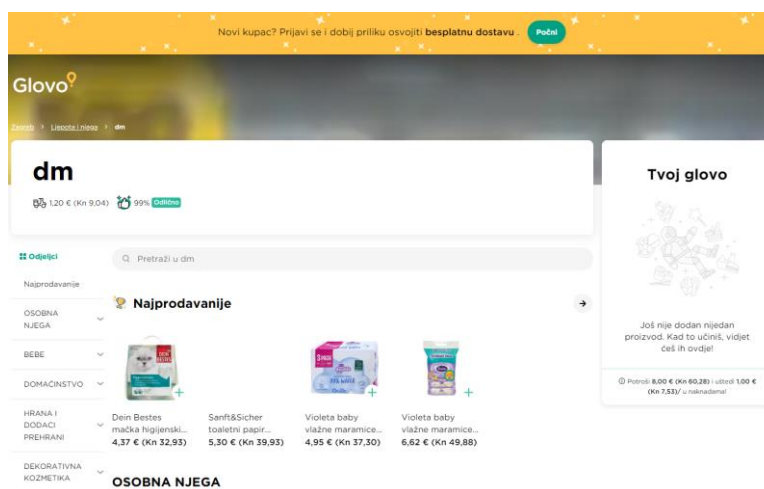 Novi kupac? Prijavi se i dobij priliku osvojiti besplatnu dostavu .
Počni
Glovo
Zagreb > Ljepota i njega > dm
dm
1,20 € (Kn 9,04) 99% Odlično
Tvoj glovo
Odjeljci
Pretraži u dm
Najprodavanije
Najprodavanije
OSOBNA
NJEGA
BEBE
DOMAĆINSTVO
HRANA I
DODACI
PREHRANI
DEKORATIVNA
KOZMETIKA
Dein Bestes
mačka higijenski...
4,37 € (Kn 32,93)
Sanft&Sicher
toaletni papir...
5,30 € (Kn 39,93)
Violeta baby
vlažne maramice...
4,95 € (Kn 37,30)
Violeta baby
vlažne maramice...
6,62 € (Kn 49,88)
OSOBNA NJEGA
Još nije dodan nijedan
proizvod. Kad to učiniš, vidjet
ćeš ih ovdje!
Potroši 8,00 € (Kn 60,28) i uštedi 1,00 €
(Kn 7,53)/ u naknadama!